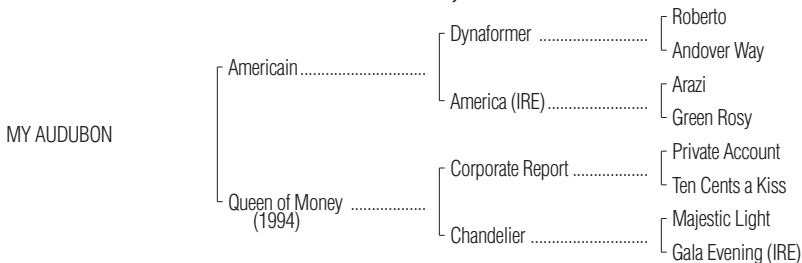 Roberto
Dynaformer ...................
Andover Way
Americain ............................
Arazi
America (IRE) .......................
Green Rosy
MY AUDUBON
Private Account
Corporate Report .................
Ten Cents a Kiss
Queen of Money .................
(1994)
Majestic Light
Chandelier ..........................
Gala Evening (IRE)